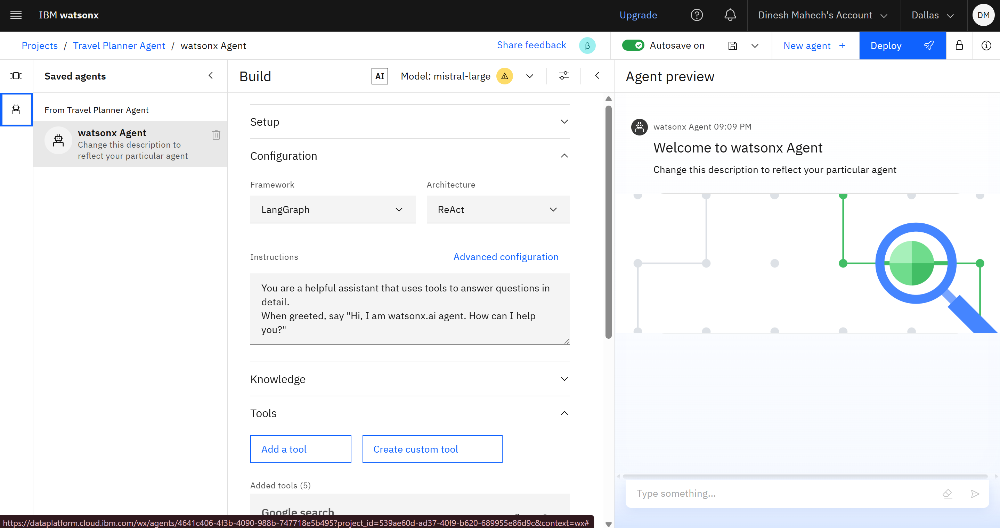 IBM watsonx
Upgrade
Dinesh Mahech's Account
Dallas
DM
Projects / Travel Planner Agent / watsonx Agent
Share feedback
β
Autosave on
New agent +
Deploy
Saved agents
From Travel Planner Agent
watsonx Agent
Change this description to
reflect your particular agent
Build
AI
Model: mistral-large
Setup
Configuration
Framework
Architecture
LangGraph
ReAct
Instructions
Advanced configuration
You are a helpful assistant that uses tools to answer questions in
detail.
When greeted, say "Hi, I am watsonx.ai agent. How can I help
you?"
Knowledge
Tools
Add a tool
Create custom tool
Added tools (5)
Google search
Agent preview
watsonx Agent 09:09 PM
Welcome to watsonx Agent
Change this description to reflect your particular agent
Type something...
https://dataplatform.cloud.ibm.com/wx/agents/4641c406-4f3b-4090-988b-747718e5b495?project_id=539ae60d-ad37-40f9-b620-689955e86d9c&context=wx#